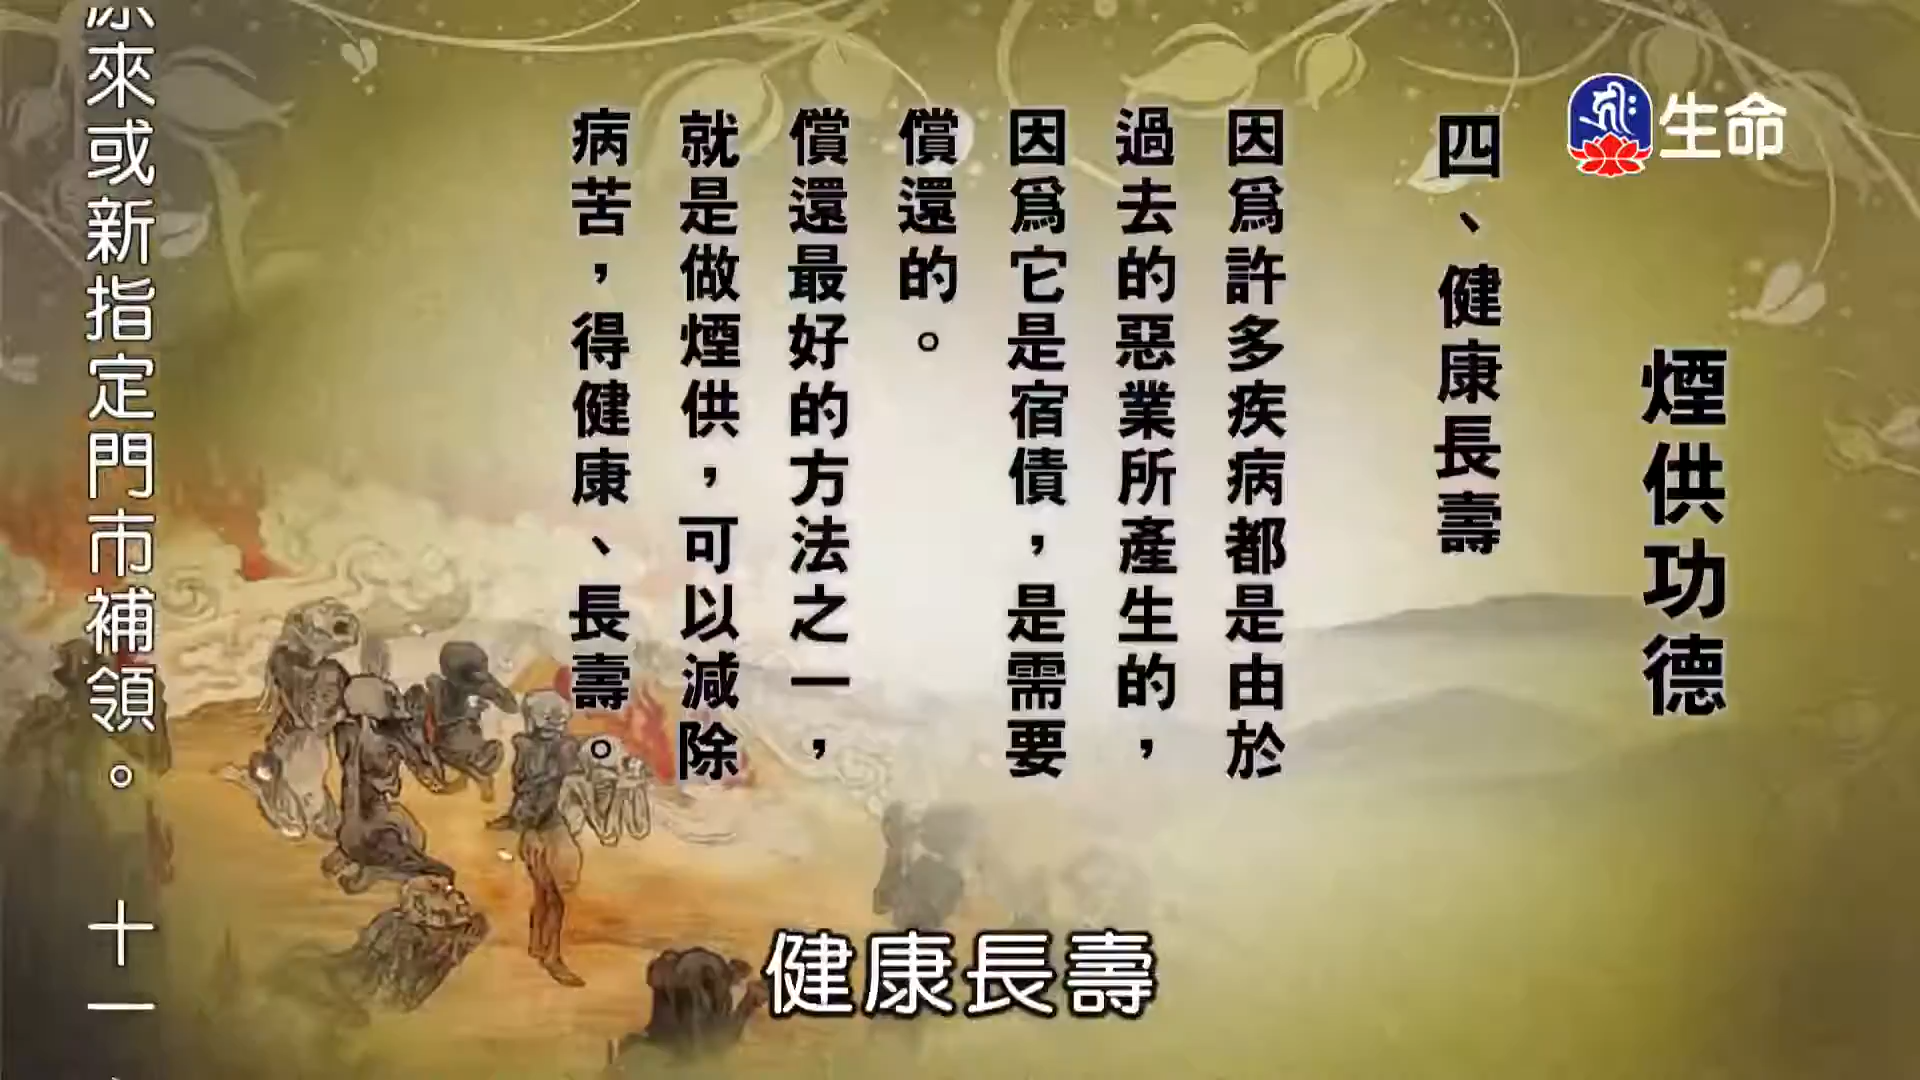 生命
煙供功德
四、健康長壽
因爲許多疾病都是由於
過去的惡業所產生的，
因爲它是宿債，是需要
償還的。
償還最好的方法之一，
就是做煙供，可以減除
病苦，得健康、長壽。
來或新指定門市補領。 十一
健康長壽